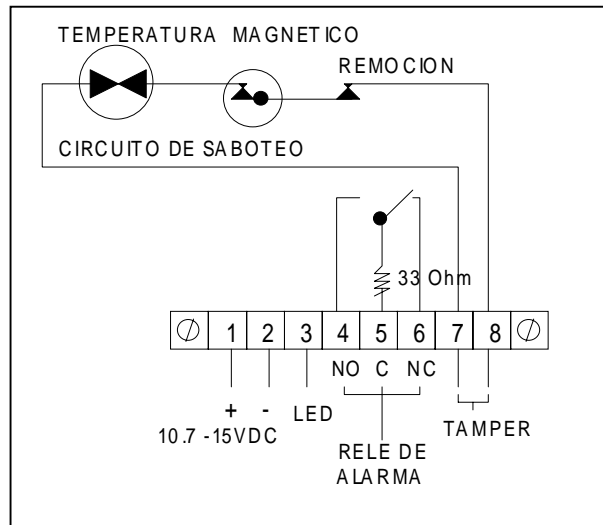 TEMPERATURA MAGNETICO
REMOCION
CIRCUITO DE SABOTEO
33 Ohm
1 2 3 4 5 6 7 8
NO C NC
+ - LED
10.7 -15VDC
TAMPER
RELE DE
ALARMA